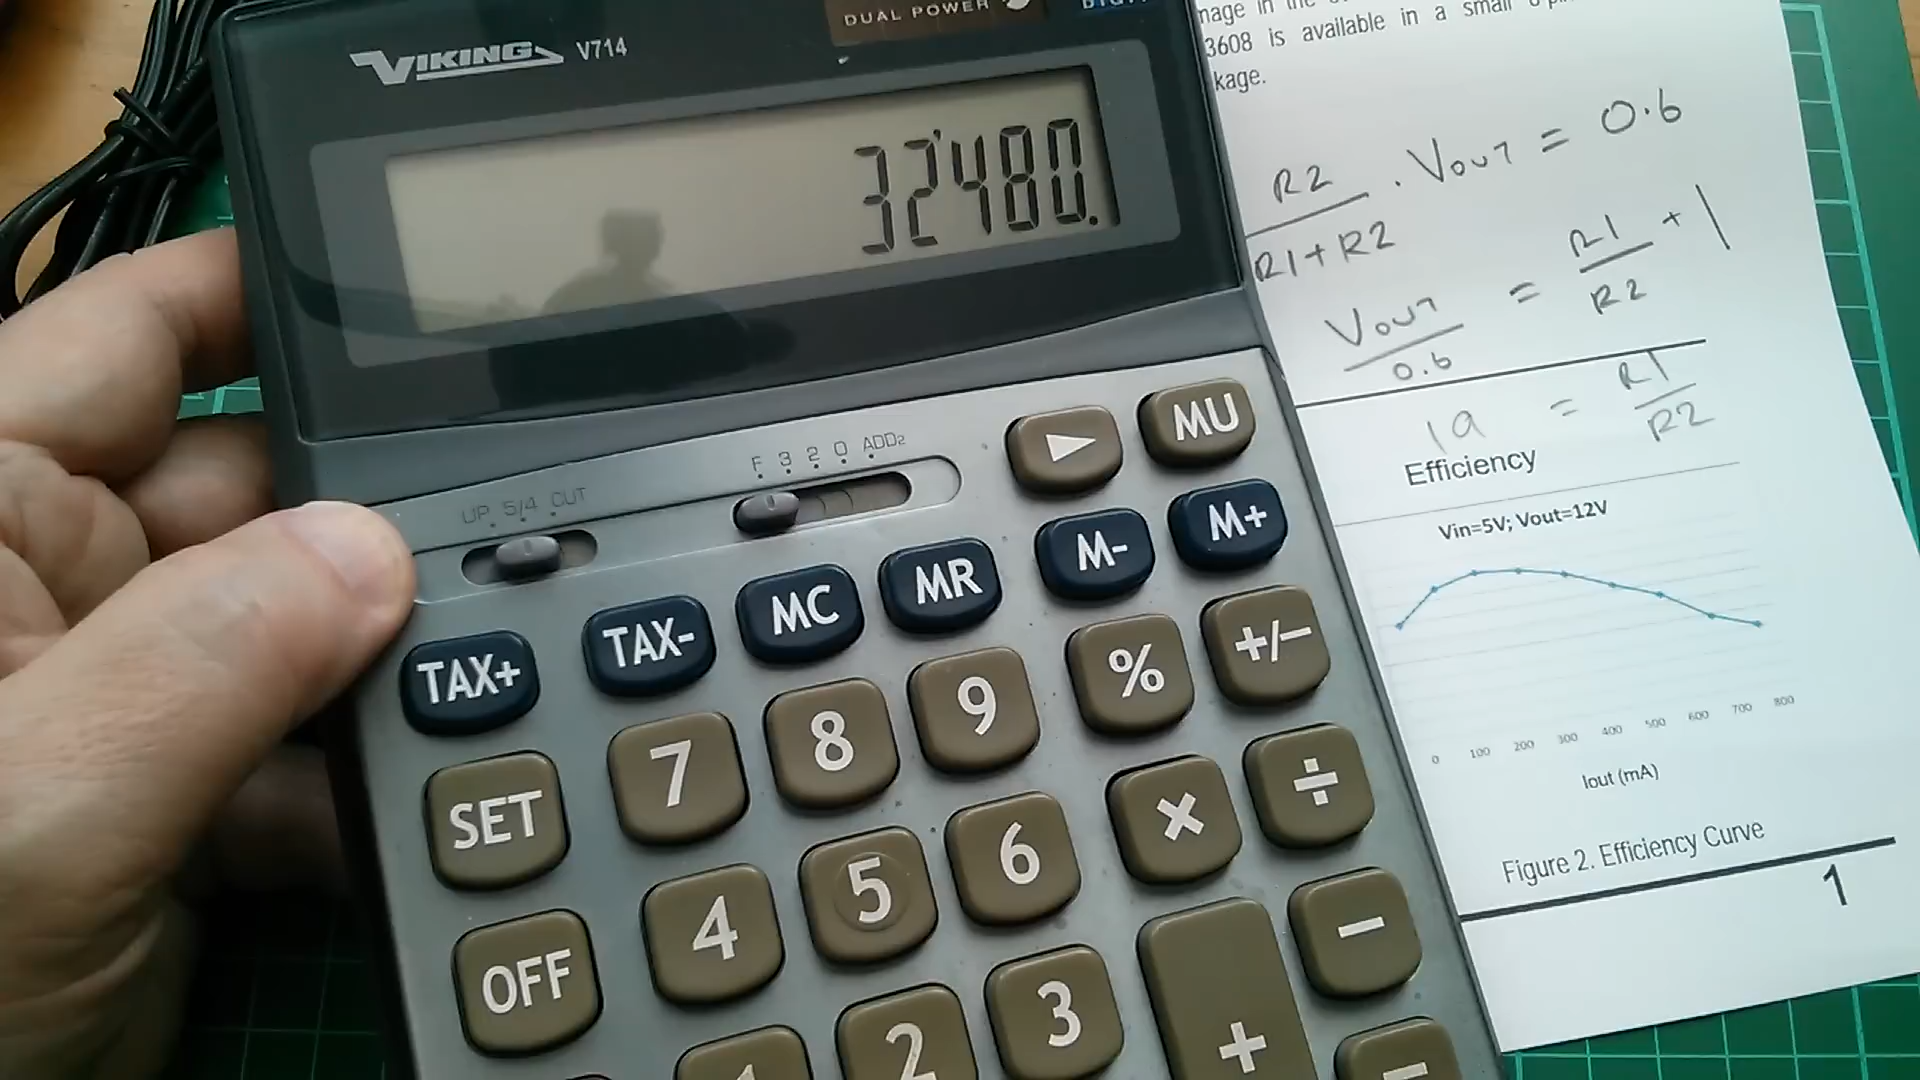 DUAL POWER
VIKING V714
32'480.
F 3 2 0 ADD2
UP 5/4 CUT
▶ MU
TAX+ TAX- MC MR M- M+
SET 7 8 9 % +/−
OFF 4 5 6 × ÷
1 2 3 + −
in the
3608 is available in a small
kage.
R2
R1+R2 . VOUT = 0.6
VOUT
0.6 = R1
R2 + 1
19 = R1
R2
Efficiency
Vin=5V; Vout=12V
0 100 200 300 400 500 600 700 800
Iout (mA)
Figure 2. Efficiency Curve
1